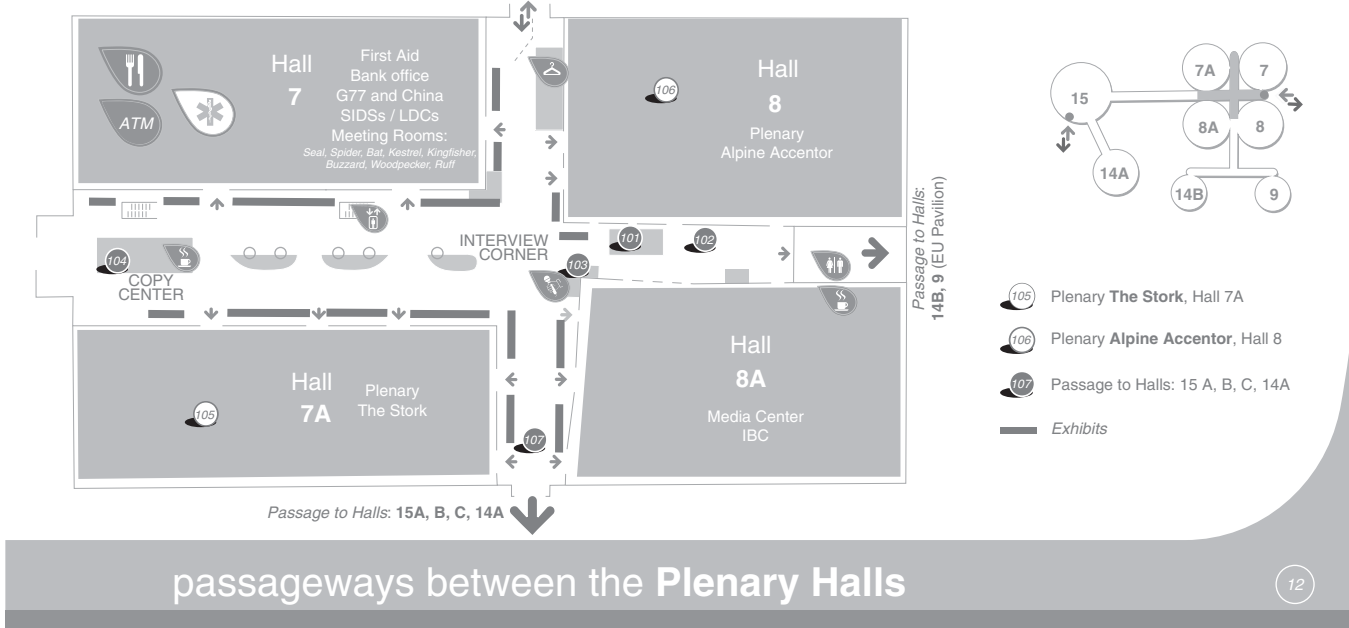 Hall
7
First Aid
Bank office
G77 and China
SIDSs / LDCs
Meeting Rooms:
Seal, Spider, Bat, Kestrel, Kingfisher,
Buzzard, Woodpecker, Ruff
ATM
106
Hall
8
Plenary
Alpine Accentor
7A
7
15
8A
8
14A
14B
9
104
COPY
CENTER
INTERVIEW
CORNER
101
102
103
Passage to Halls:
14B, 9 (EU Pavilion)
105
Hall
7A
Plenary
The Stork
107
Hall
8A
Media Center
IBC
105 Plenary The Stork, Hall 7A
106 Plenary Alpine Accentor, Hall 8
107 Passage to Halls: 15 A, B, C, 14A
Exhibits
Passage to Halls: 15A, B, C, 14A
passageways between the Plenary Halls
12